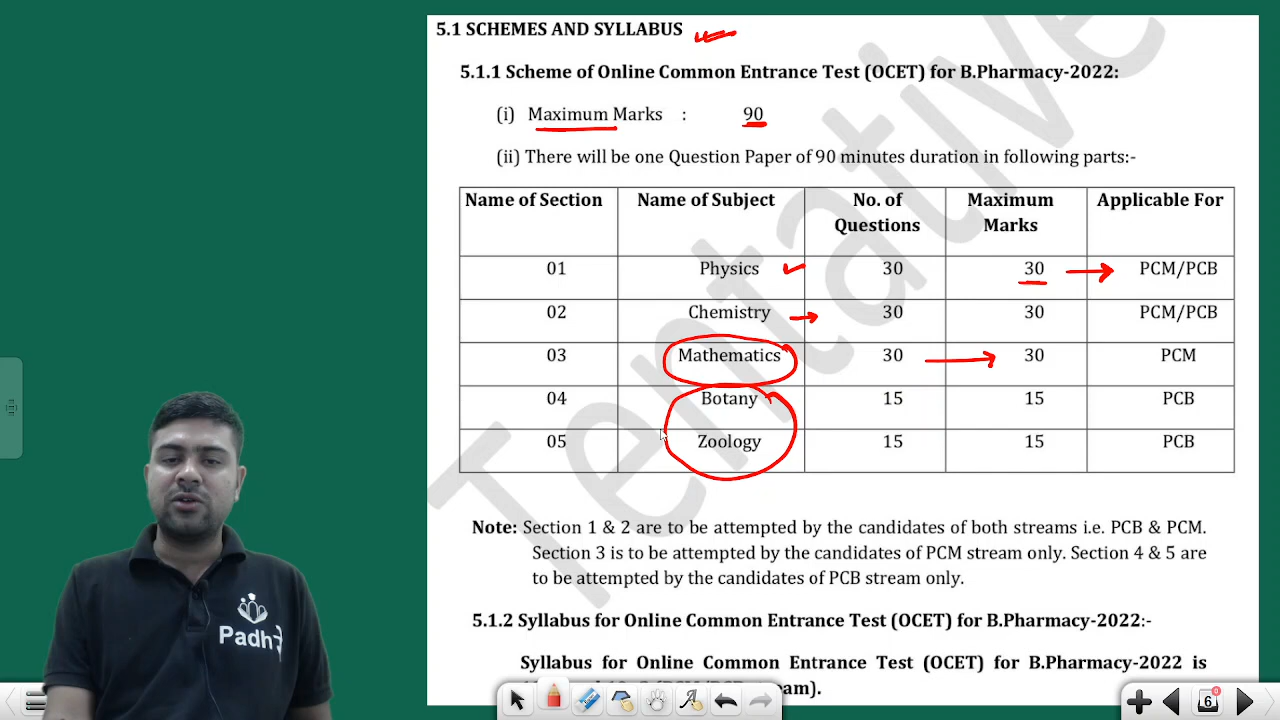 5.1 SCHEMES AND SYLLABUS
5.1.1 Scheme of Online Common Entrance Test (OCET) for B.Pharmacy-2022:
(i) Maximum Marks : 90
(ii) There will be one Question Paper of 90 minutes duration in following parts:-
Name of Section Name of Subject No. of Questions Maximum Marks Applicable For
01 Physics 30 30 PCM/PCB
02 Chemistry 30 30 PCM/PCB
03 Mathematics 30 30 PCM
04 Botany 15 15 PCB
05 Zoology 15 15 PCB
Note: Section 1 & 2 are to be attempted by the candidates of both streams i.e. PCB & PCM.
Section 3 is to be attempted by the candidates of PCM stream only. Section 4 & 5 are
to be attempted by the candidates of PCB stream only.
5.1.2 Syllabus for Online Common Entrance Test (OCET) for B.Pharmacy-2022:-
Syllabus for Online Common Entrance Test (OCET) for B.Pharmacy-2022 is
Tentative
6